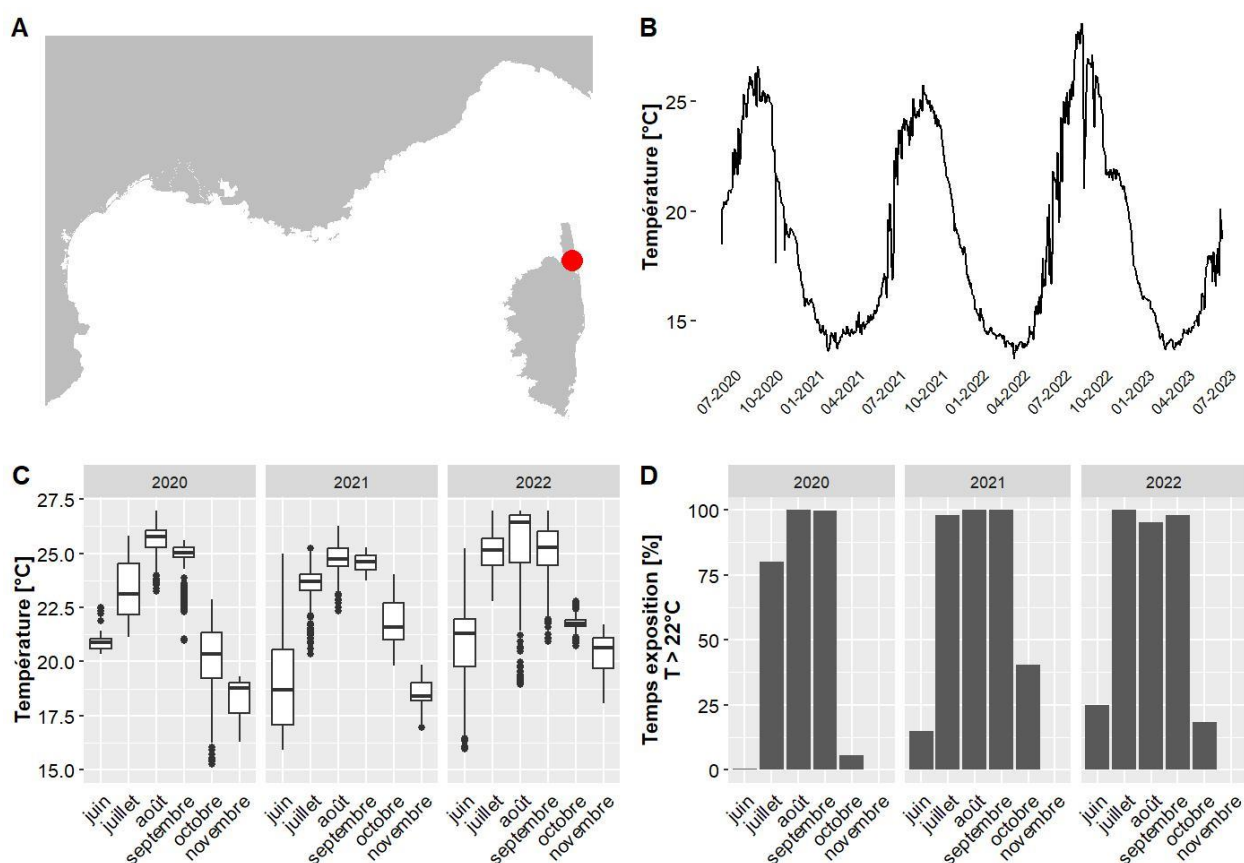 A
B
Température [°C]
25
20
15
07-2020
10-2020
01-2021
04-2021
07-2021
10-2021
01-2022
04-2022
07-2022
10-2022
01-2023
04-2023
07-2023
C
2020
2021
2022
Température [°C]
27.5
25.0
22.5
20.0
17.5
15.0
juin
juillet
août
septembre
octobre
novembre
juin
juillet
août
septembre
octobre
novembre
juin
juillet
août
septembre
octobre
novembre
D
2020
2021
2022
Temps exposition [%]
T > 22°C
100
75
50
25
0
juin
juillet
août
septembre
octobre
novembre
juin
juillet
août
septembre
octobre
novembre
juin
juillet
août
septembre
octobre
novembre